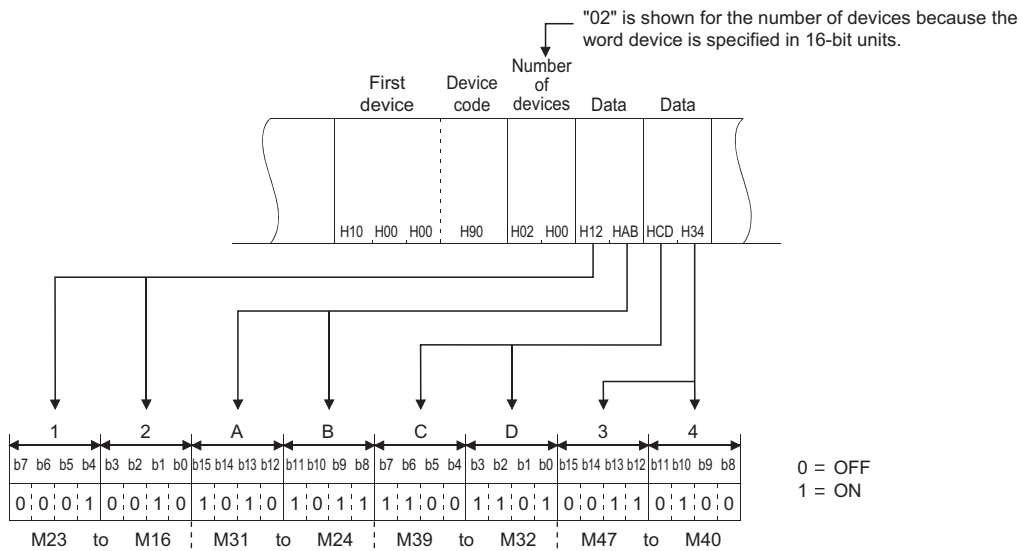 "02" is shown for the number of devices because the
word device is specified in 16-bit units.
First
device
Device
code
Number
of
devices
Data
Data
H10 H00 H00 H90 H02 H00 H12 HAB HCD H34
1 2 A B C D 3 4
b7 b6 b5 b4 b3 b2 b1 b0 b15 b14 b13 b12 b11 b10 b9 b8 b7 b6 b5 b4 b3 b2 b1 b0 b15 b14 b13 b12 b11 b10 b9 b8
0 0 0 1 0 0 1 0 1 0 1 0 1 0 1 1 1 1 0 0 1 1 0 1 0 0 1 1 0 1 0 0
M23 to M16 M31 to M24 M39 to M32 M47 to M40
0 = OFF
1 = ON